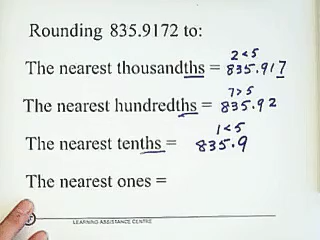 Rounding 835.9172 to:
2 < 5
The nearest thousandths = 835.917
7 > 5
The nearest hundredths = 835.92
1 < 5
The nearest tenths = 835.9
The nearest ones =
LEARNING ASSISTANCE CENTRE